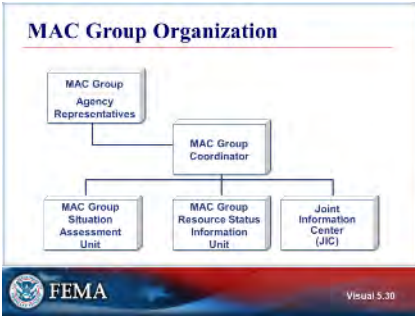 MAC Group Organization
MAC Group
Agency
Representatives
MAC Group
Coordinator
MAC Group
Situation
Assessment
Unit
MAC Group
Resource Status
Information
Unit
Joint
Information
Center
(JIC)
FEMA
Visual 5.30